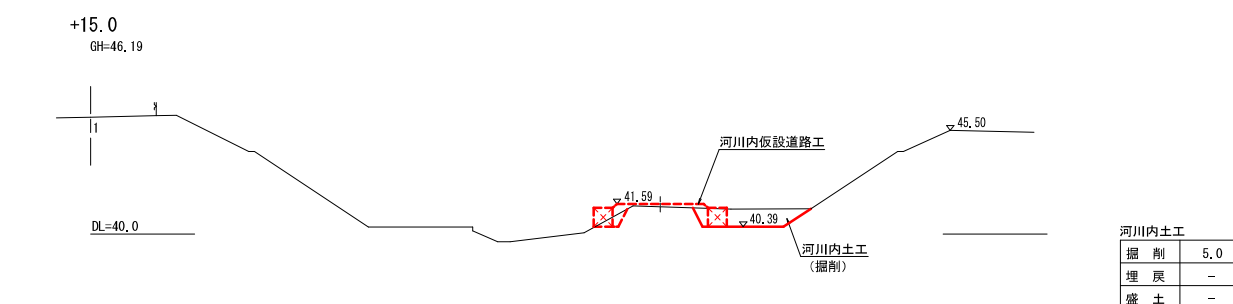 +15.0
GH=46.19
1
45.50
河川内仮設道路工
41.59
40.39
DL=40.0
河川内土工
(掘削)
河川内土工
掘 削 5.0
埋 戻 -
盛 土 -